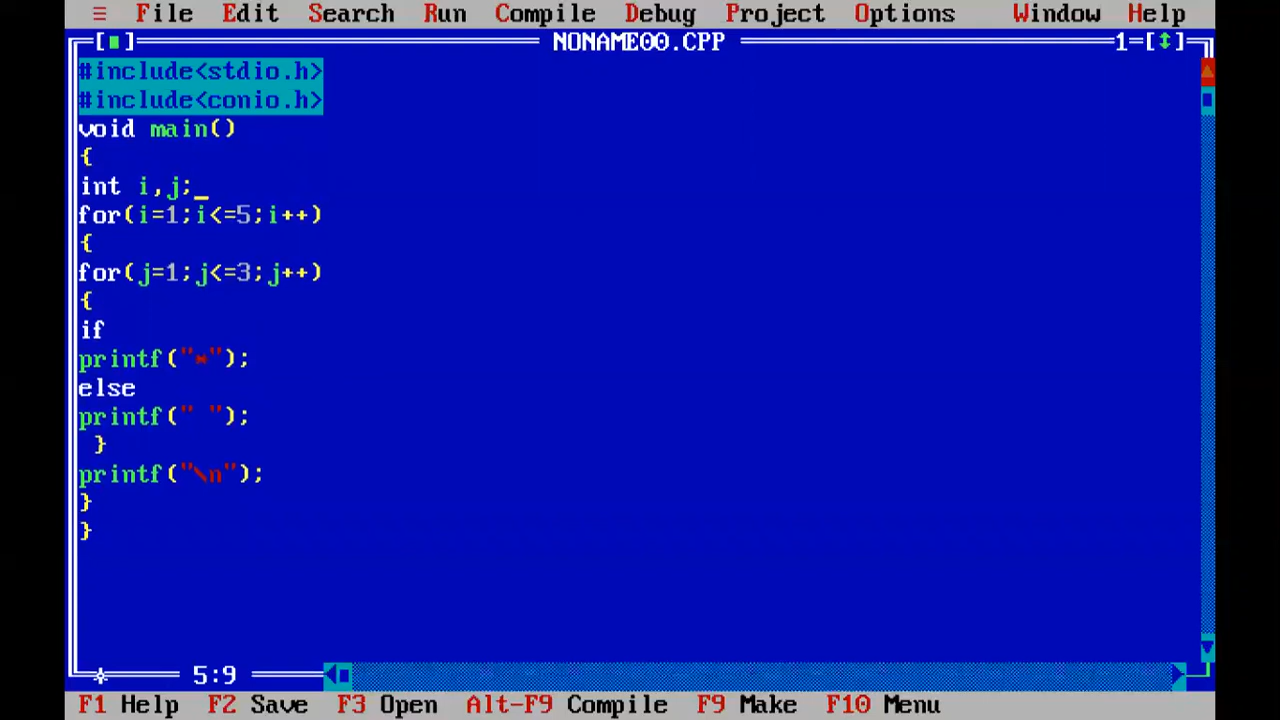 ≡ File Edit Search Run Compile Debug Project Options Window Help
[■] NONAME00.CPP 1=[↕]
#include<stdio.h>
#include<conio.h>
void main()
{
int i,j;_
for(i=1;i<=5;i++)
{
for(j=1;j<=3;j++)
{
if
printf("*");
else
printf(" ");
 }
printf("\n");
}
}
5:9
F1 Help F2 Save F3 Open Alt-F9 Compile F9 Make F10 Menu